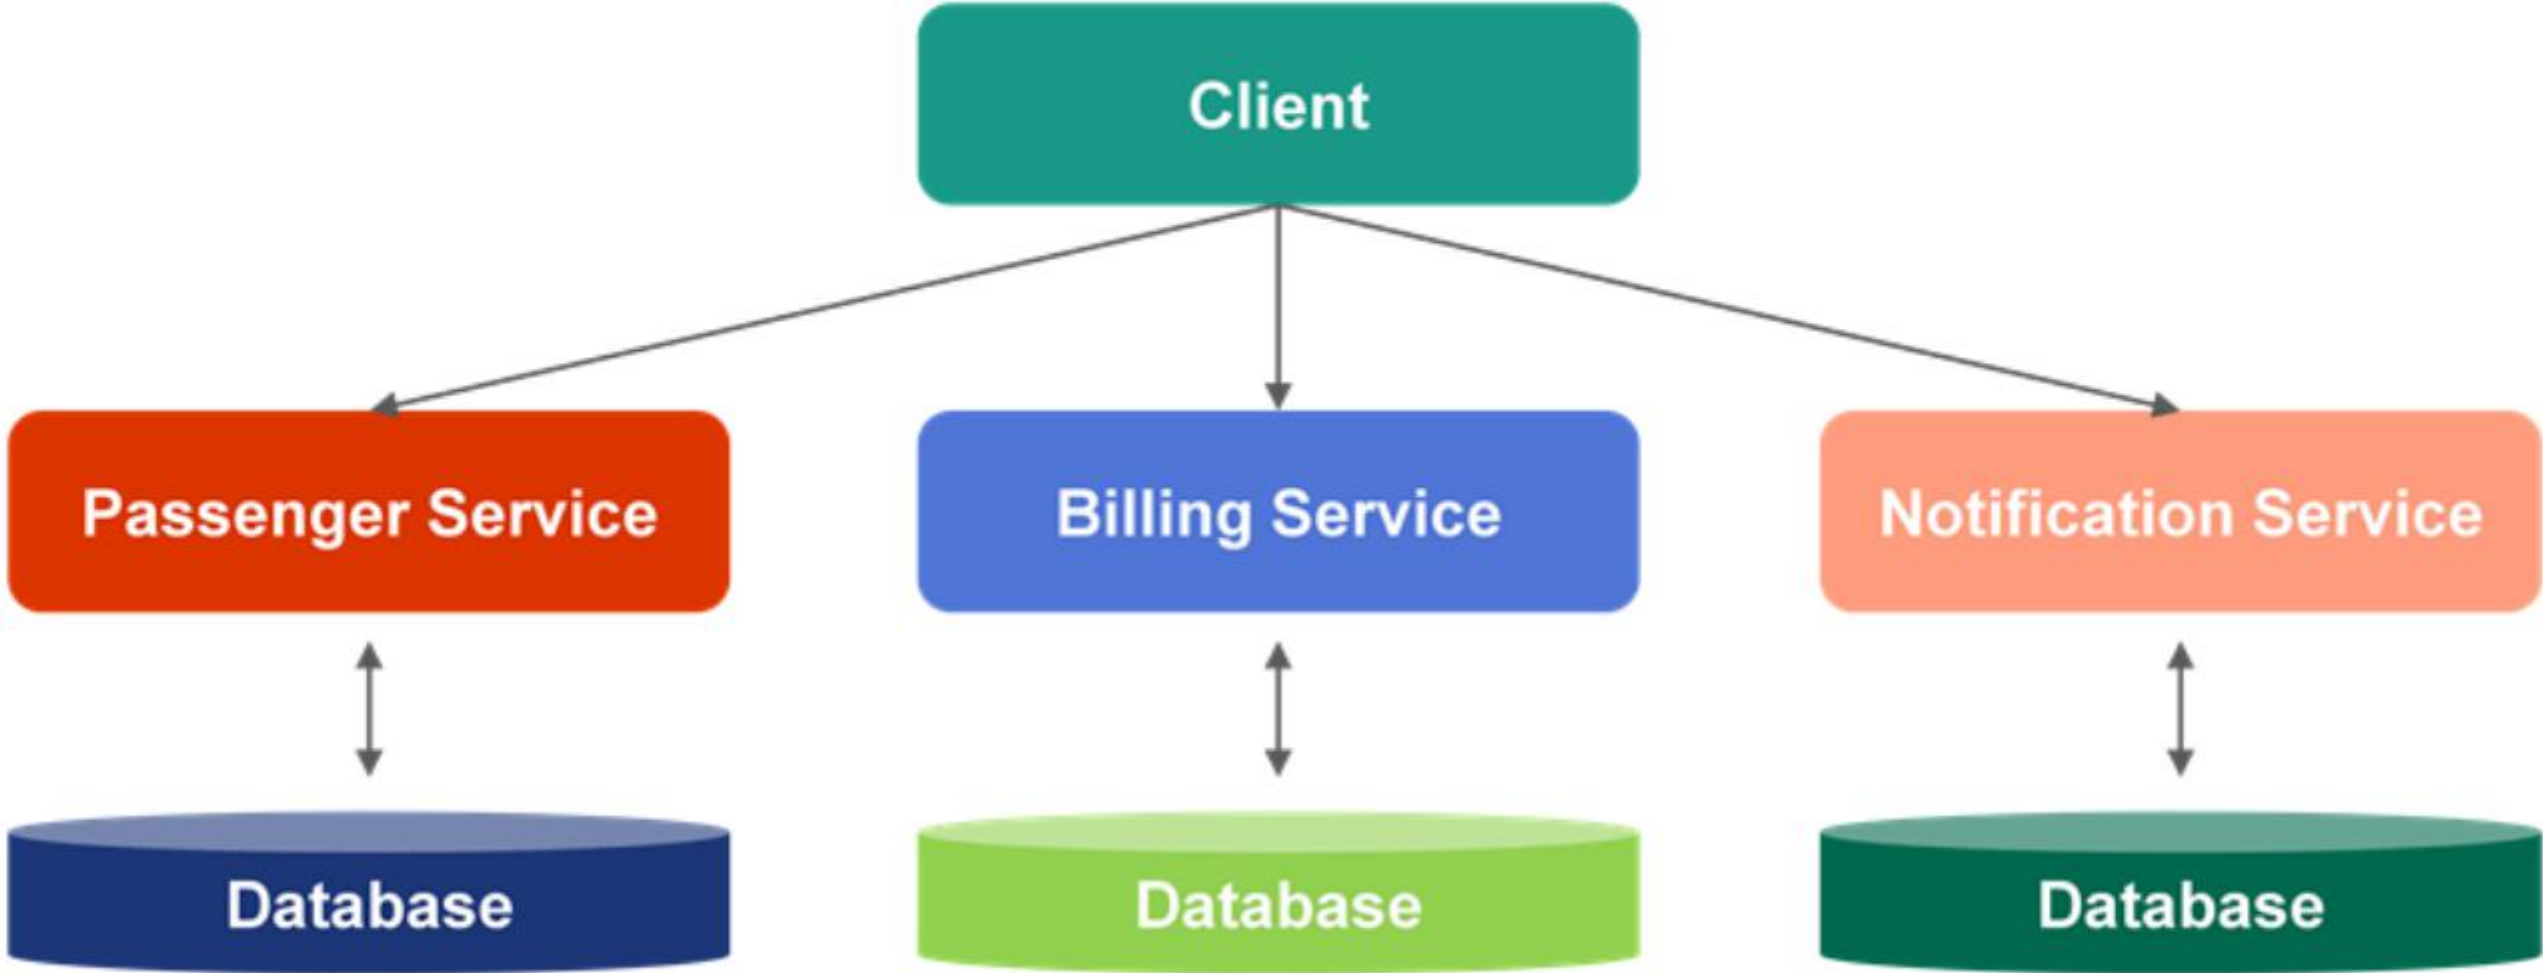 Client
Passenger Service
Billing Service
Notification Service
Database
Database
Database